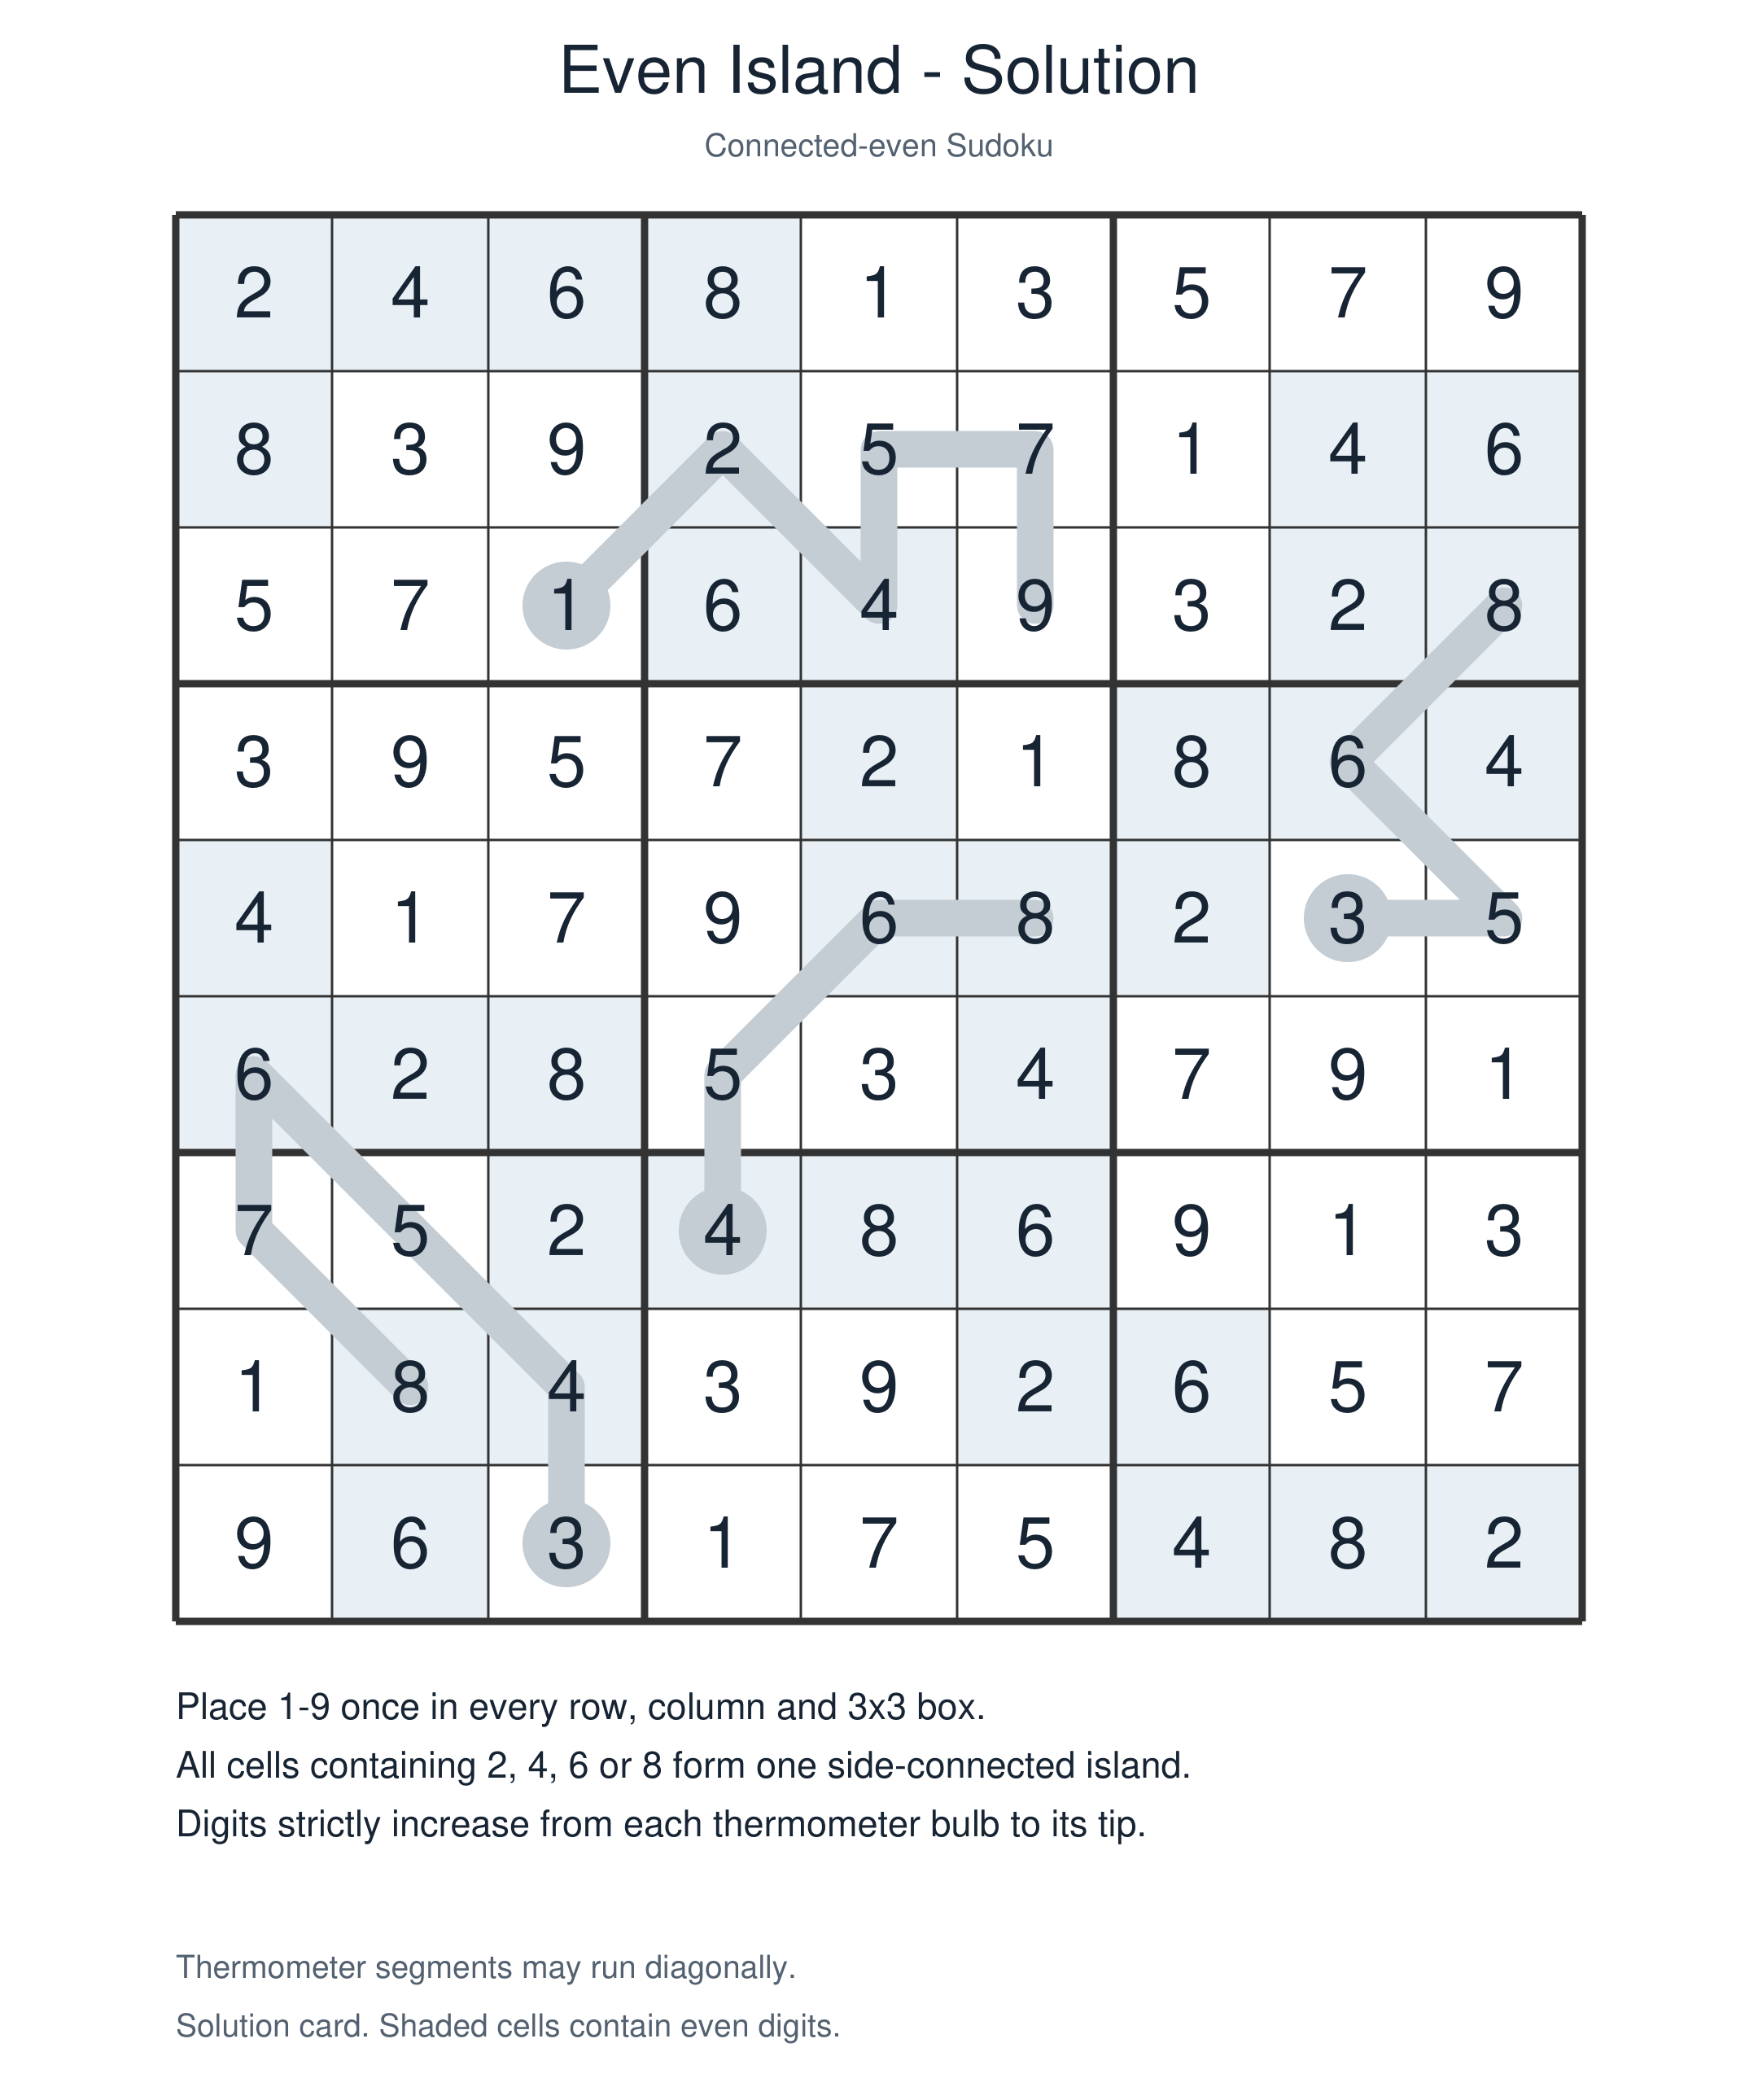 Even Island - Solution
Connected-even Sudoku
2 4 6 8 1 3 5 7 9
8 3 9 2 5 7 1 4 6
5 7 1 6 4 9 3 2 8
3 9 5 7 2 1 8 6 4
4 1 7 9 6 8 2 3 5
6 2 8 5 3 4 7 9 1
7 5 2 4 8 6 9 1 3
1 8 4 3 9 2 6 5 7
9 6 3 1 7 5 4 8 2
Place 1-9 once in every row, column and 3x3 box.
All cells containing 2, 4, 6 or 8 form one side-connected island.
Digits strictly increase from each thermometer bulb to its tip.
Thermometer segments may run diagonally.
Solution card. Shaded cells contain even digits.